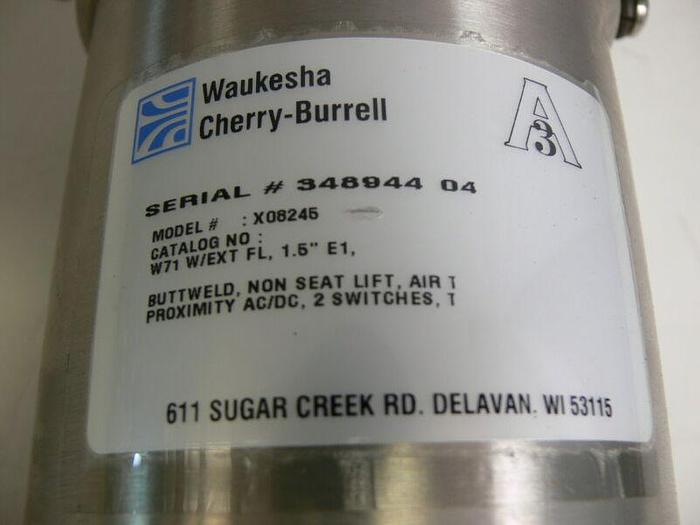 Waukesha
Cherry-Burrell
A
3
SERIAL # 348944 04
MODEL # : X08245
CATALOG NO :
W71 W/EXT FL, 1.5" E1,
BUTTWELD, NON SEAT LIFT, AIR T
PROXIMITY AC/DC, 2 SWITCHES, T
611 SUGAR CREEK RD. DELAVAN. WI 53115